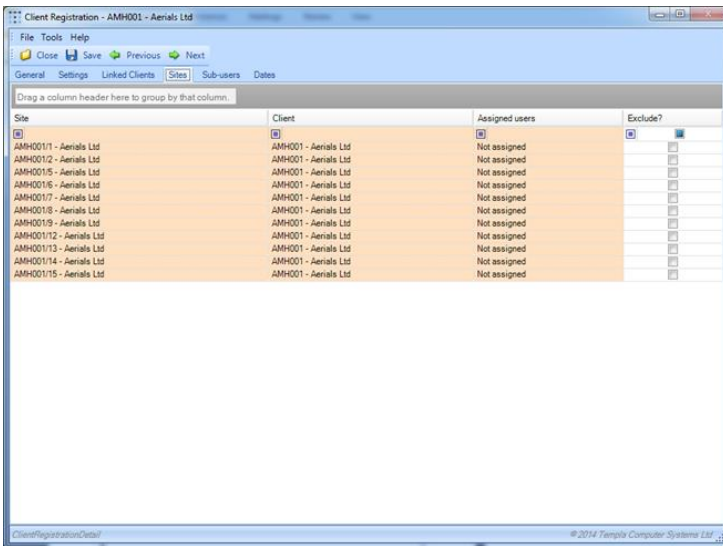 Client Registration - AMH001 - Aerials Ltd
File Tools Help
Close Save Previous Next
General Settings Linked Clients Sites Sub-users Dates
Drag a column header here to group by that column.
Site Client Assigned users Exclude?
AMH001/1 - Aerials Ltd AMH001 - Aerials Ltd Not assigned
AMH001/2 - Aerials Ltd AMH001 - Aerials Ltd Not assigned
AMH001/5 - Aerials Ltd AMH001 - Aerials Ltd Not assigned
AMH001/6 - Aerials Ltd AMH001 - Aerials Ltd Not assigned
AMH001/7 - Aerials Ltd AMH001 - Aerials Ltd Not assigned
AMH001/8 - Aerials Ltd AMH001 - Aerials Ltd Not assigned
AMH001/9 - Aerials Ltd AMH001 - Aerials Ltd Not assigned
AMH001/12 - Aerials Ltd AMH001 - Aerials Ltd Not assigned
AMH001/13 - Aerials Ltd AMH001 - Aerials Ltd Not assigned
AMH001/14 - Aerials Ltd AMH001 - Aerials Ltd Not assigned
AMH001/15 - Aerials Ltd AMH001 - Aerials Ltd Not assigned
ClientRegistrationDetail © 2014 Templa Computer Systems Ltd